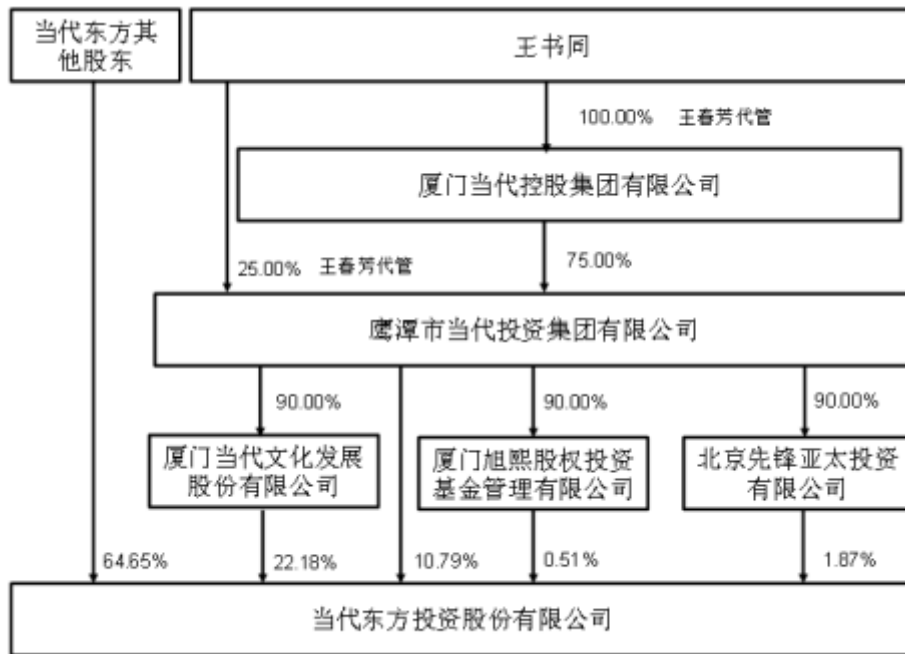 当代东方其
他股东
王书同
100.00% 王春芳代管
厦门当代控股集团有限公司
25.00% 王春芳代管
75.00%
鹰潭市当代投资集团有限公司
90.00%
90.00%
90.00%
厦门当代文化发展
股份有限公司
厦门旭熙股权投资
基金管理有限公司
北京先锋亚太投资
有限公司
64.65%
22.18%
10.79%
0.51%
1.87%
当代东方投资股份有限公司